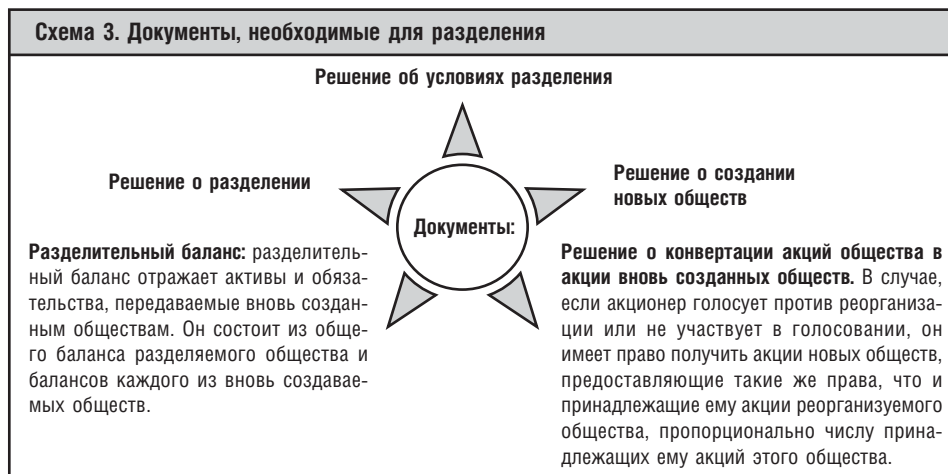 Схема 3. Документы, необходимые для разделения
Решение об условиях разделения
Решение о разделении
Решение о создании
новых обществ
Документы:
Разделительный баланс: разделитель-
ный баланс отражает активы и обяза-
тельства, передаваемые вновь создан-
ным обществам. Он состоит из обще-
го баланса разделяемого общества и
балансов каждого из вновь создавае-
мых обществ.
Решение о конвертации акций общества в
акции вновь созданных обществ. В случае,
если акционер голосует против реорганиза-
ции или не участвует в голосовании, он
имеет право получить акции новых обществ,
предоставляющие такие же права, что и
принадлежащие ему акции реорганизуемого
общества, пропорционально числу прина-
длежащих ему акций этого общества.